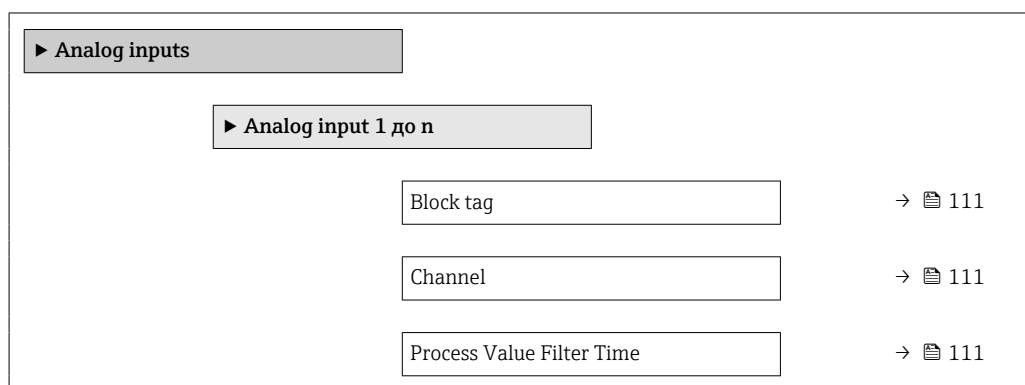 ▶ Analog inputs
▶ Analog input 1 до n
Block tag → 111
Channel → 111
Process Value Filter Time → 111